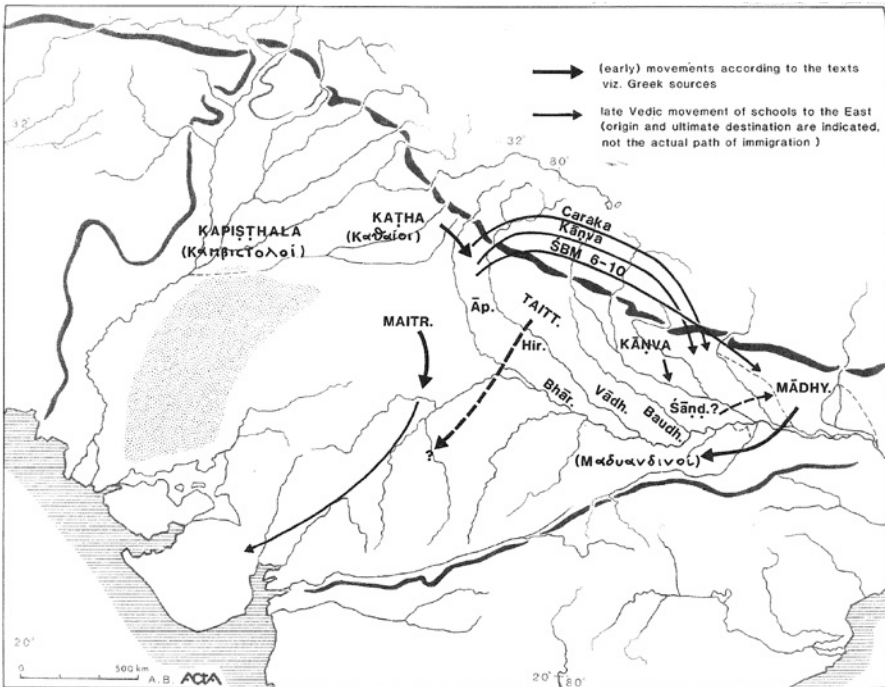 (early) movements according to the texts
viz. Greek sources
late Vedic movement of schools to the East
(origin and ultimate destination are indicated,
not the actual path of immigration )
32°
32°
80°
KAPIṢṬHALA
(Καμβιστολοί)
KAṬHA
(Καθαῖοι)
Caraka
Kāṇva
ŚBM 6-10
Āp.
TAITT.
MAITR.
Hir.
KĀṆVA
MĀDHY.
Bhār.
Vādh.
Śāṇḍ.?
Baudh.
?
(Μαδυανδινοί)
20°
0
500 km
A.B. ACTA
20°
80°